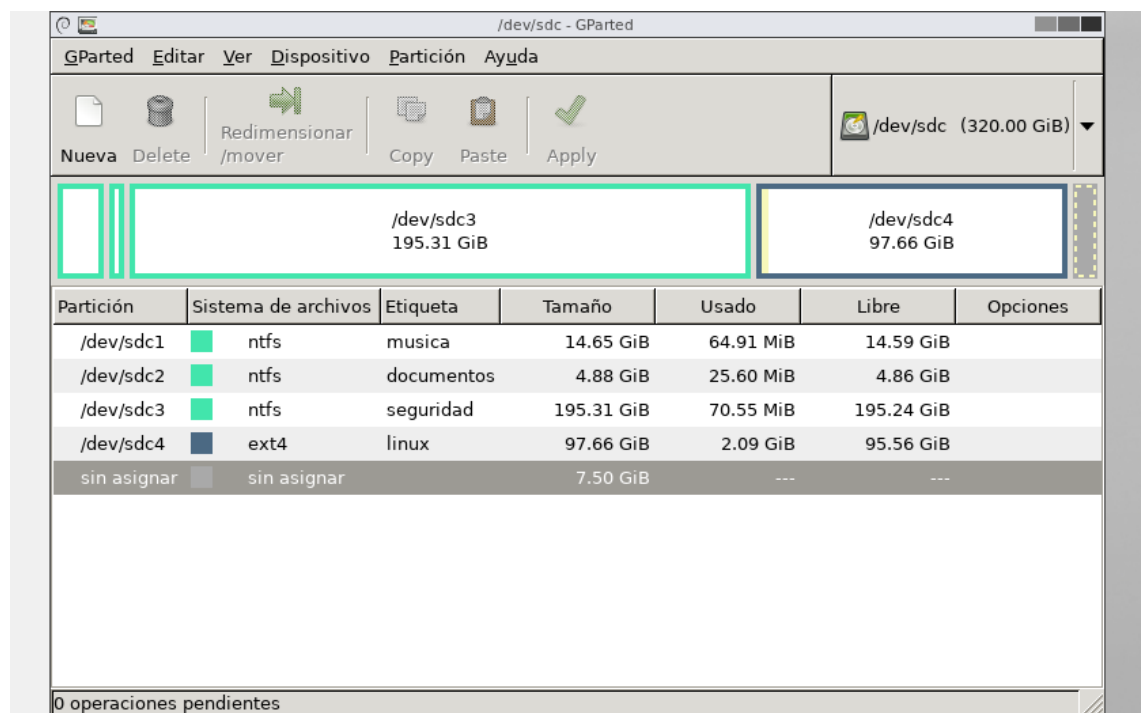 /dev/sdc - GParted
GParted Editar Ver Dispositivo Partición Ayuda
Nueva Delete Redimensionar /mover Copy Paste Apply /dev/sdc (320.00 GiB)
/dev/sdc3 /dev/sdc4
195.31 GiB 97.66 GiB
Partición Sistema de archivos Etiqueta Tamaño Usado Libre Opciones
/dev/sdc1 ntfs musica 14.65 GiB 64.91 MiB 14.59 GiB
/dev/sdc2 ntfs documentos 4.88 GiB 25.60 MiB 4.86 GiB
/dev/sdc3 ntfs seguridad 195.31 GiB 70.55 MiB 195.24 GiB
/dev/sdc4 ext4 linux 97.66 GiB 2.09 GiB 95.56 GiB
sin asignar sin asignar 7.50 GiB --- ---
0 operaciones pendientes